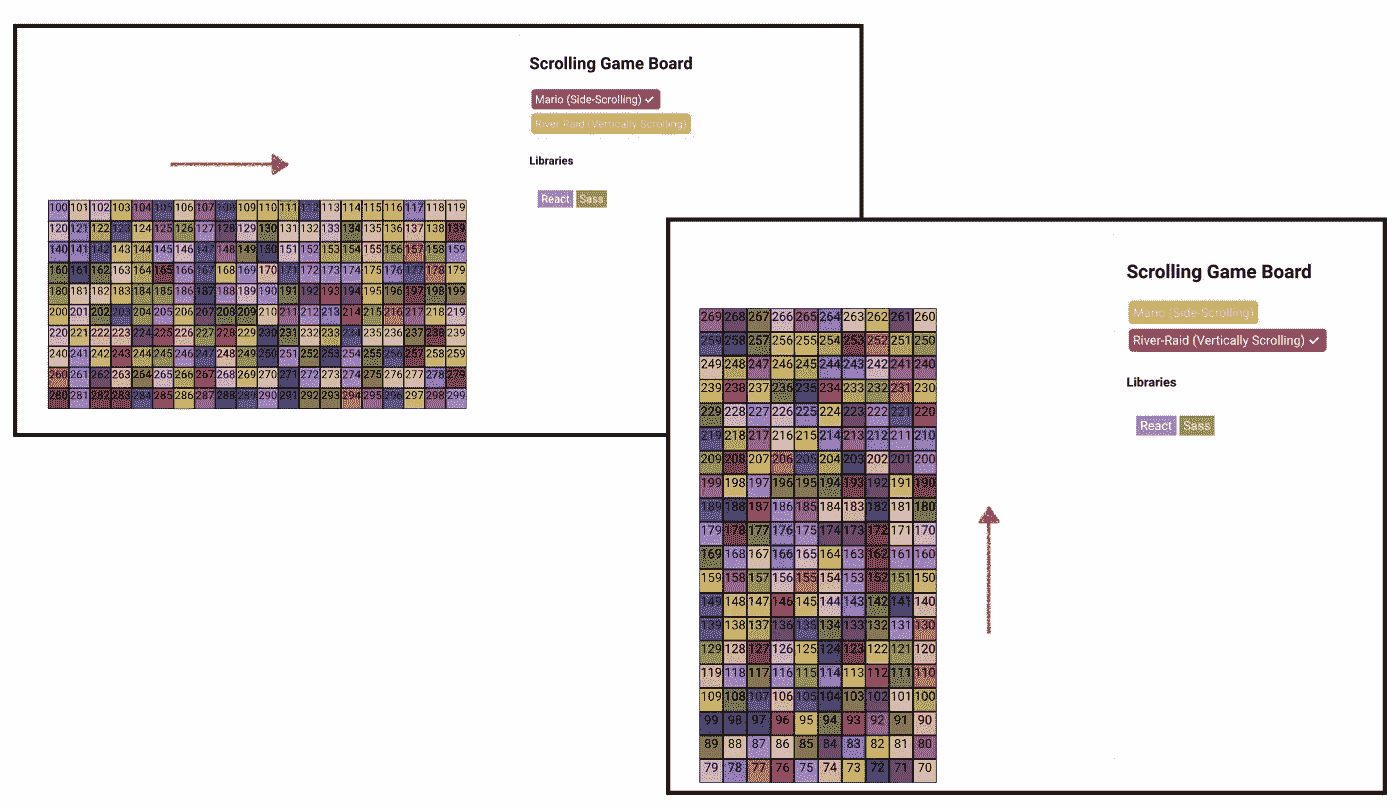 Scrolling Game Board
Mario (Side-Scrolling) ✓
River-Raid (Vertically Scrolling)
Libraries
React Sass
100 101 102 103 104 105 106 107 108 109 110 111 112 113 114 115 116 117 118 119
120 121 122 123 124 125 126 127 128 129 130 131 132 133 134 135 136 137 138 139
140 141 142 143 144 145 146 147 148 149 150 151 152 153 154 155 156 157 158 159
160 161 162 163 164 165 166 167 168 169 170 171 172 173 174 175 176 177 178 179
180 181 182 183 184 185 186 187 188 189 190 191 192 193 194 195 196 197 198 199
200 201 202 203 204 205 206 207 208 209 210 211 212 213 214 215 216 217 218 219
220 221 222 223 224 225 226 227 228 229 230 231 232 233 234 235 236 237 238 239
240 241 242 243 244 245 246 247 248 249 250 251 252 253 254 255 256 257 258 259
260 261 262 263 264 265 266 267 268 269 270 271 272 273 274 275 276 277 278 279
280 281 282 283 284 285 286 287 288 289 290 291 292 293 294 295 296 297 298 299
Scrolling Game Board
Mario (Side-Scrolling)
River-Raid (Vertically Scrolling) ✓
Libraries
React Sass
269 268 267 266 265 264 263 262 261 260
259 258 257 256 255 254 253 252 251 250
249 248 247 246 245 244 243 242 241 240
239 238 237 236 235 234 233 232 231 230
229 228 227 226 225 224 223 222 221 220
219 218 217 216 215 214 213 212 211 210
209 208 207 206 205 204 203 202 201 200
199 198 197 196 195 194 193 192 191 190
189 188 187 186 185 184 183 182 181 180
179 178 177 176 175 174 173 172 171 170
169 168 167 166 165 164 163 162 161 160
159 158 157 156 155 154 153 152 151 150
149 148 147 146 145 144 143 142 141 140
139 138 137 136 135 134 133 132 131 130
129 128 127 126 125 124 123 122 121 120
119 118 117 116 115 114 113 112 111 110
109 108 107 106 105 104 103 102 101 100
99 98 97 96 95 94 93 92 91 90
89 88 87 86 85 84 83 82 81 80
79 78 77 76 75 74 73 72 71 70